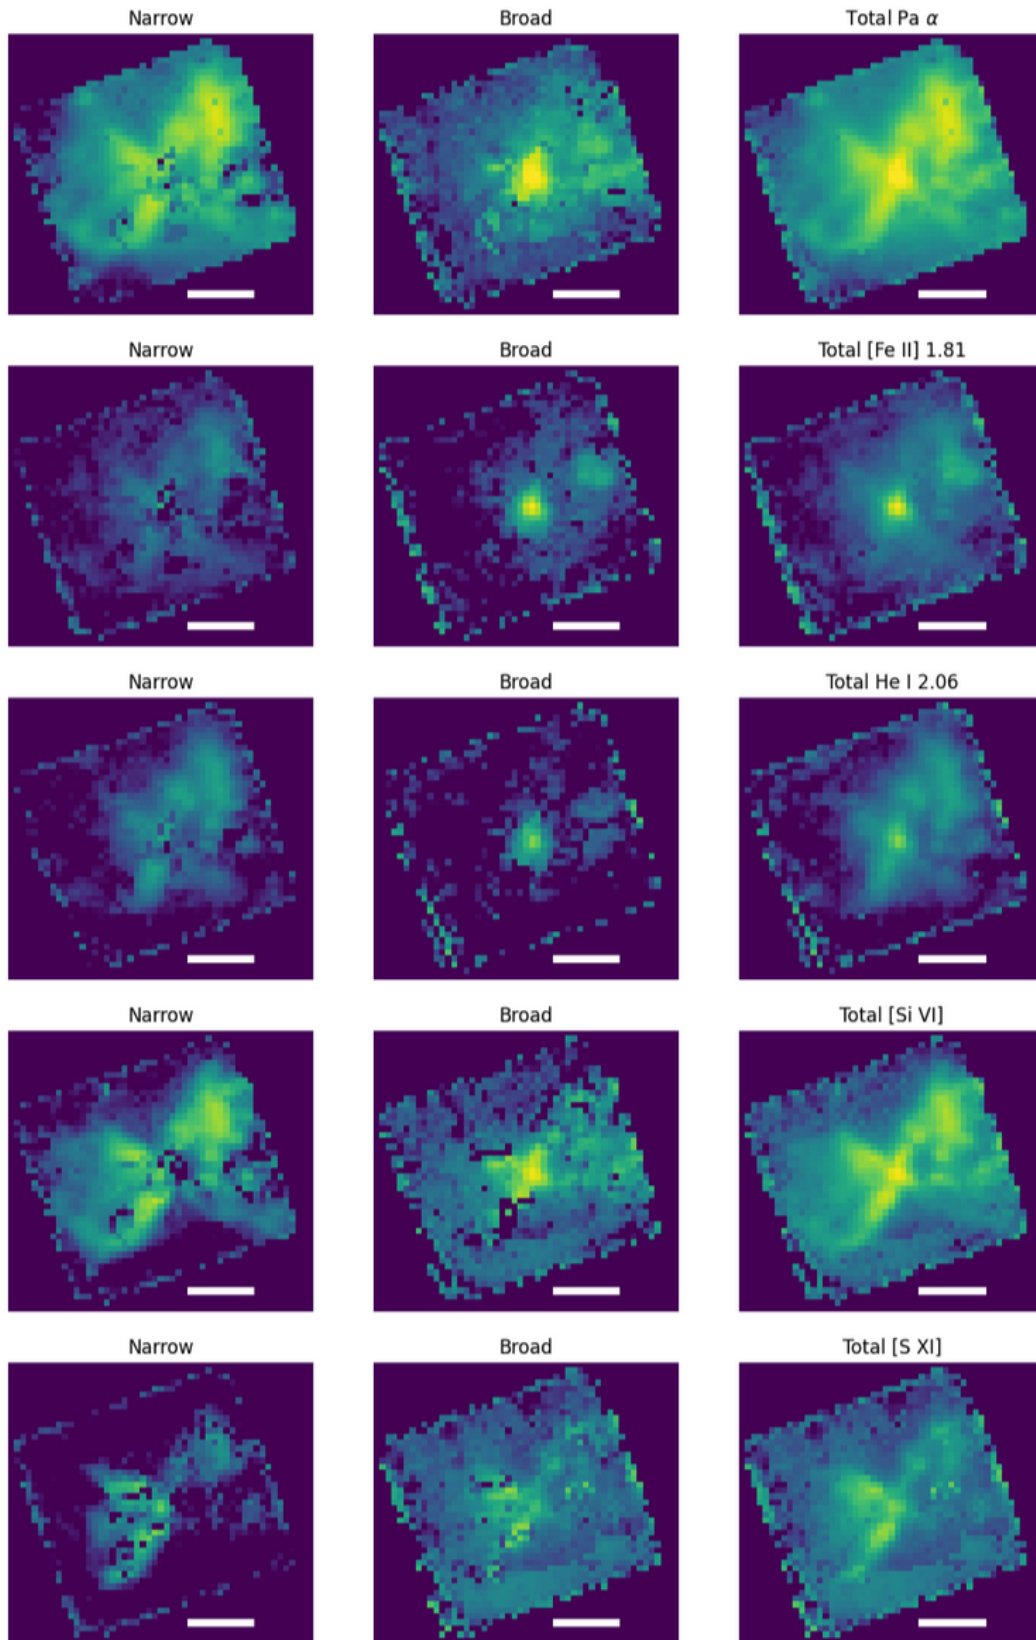 Narrow Broad Total Pa α
Narrow Broad Total [Fe II] 1.81
Narrow Broad Total He I 2.06
Narrow Broad Total [Si VI]
Narrow Broad Total [S XI]